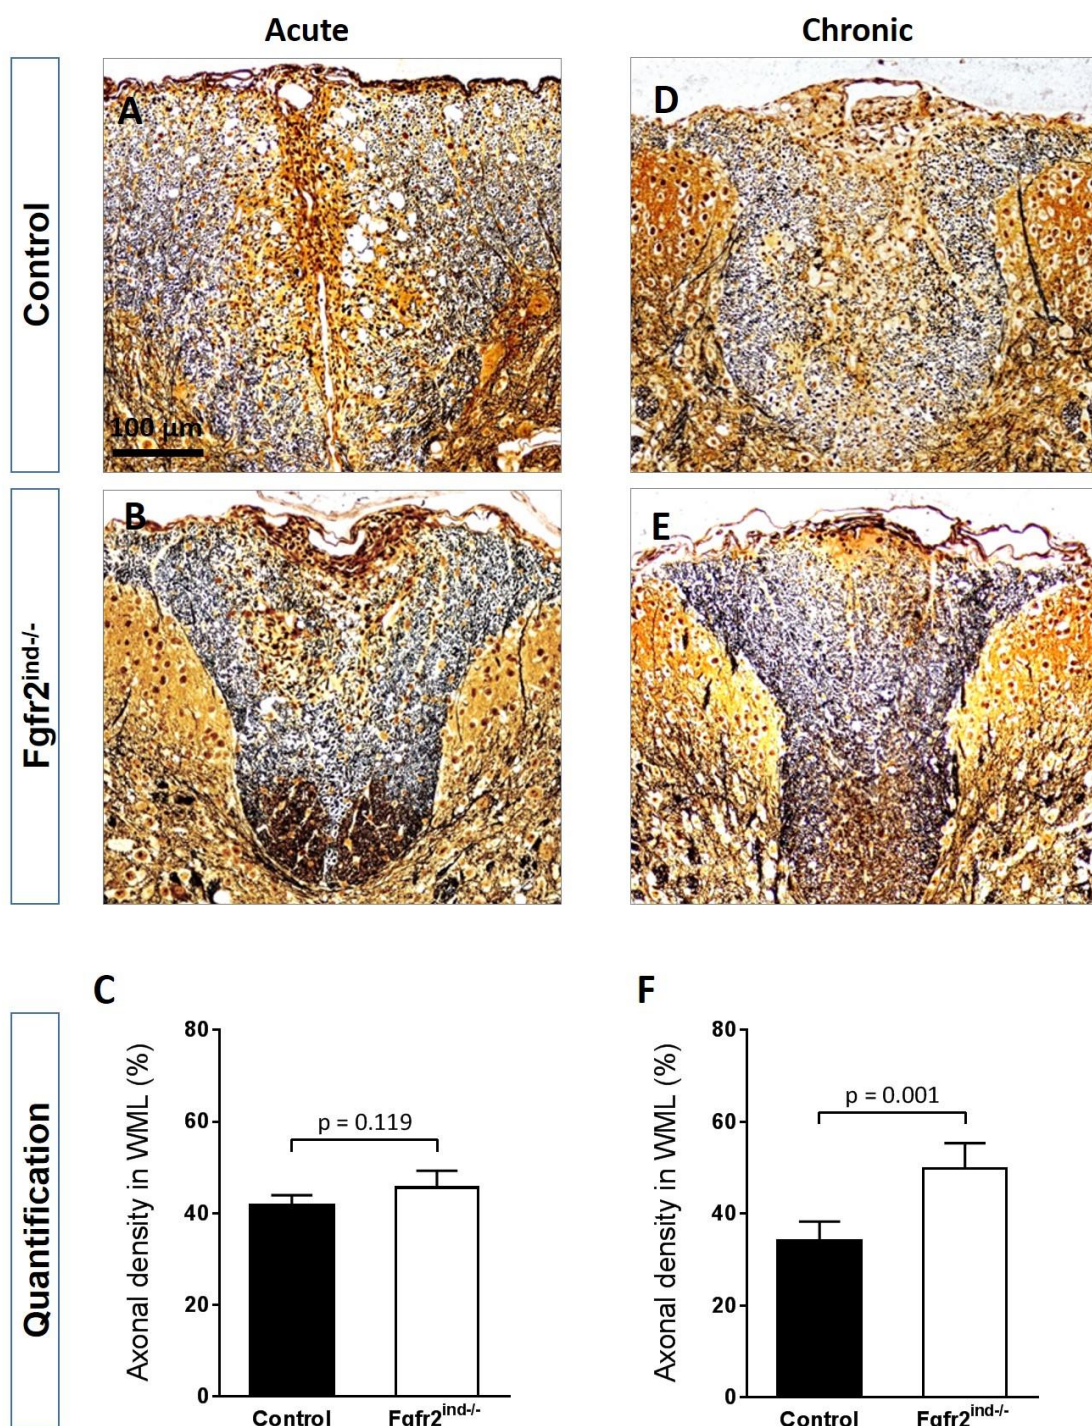 Acute
Chronic
Control
A
D
100 µm
Fgfr2ind-/-
B
E
Quantification
C
F
Axonal density in WML (%)
80
60
40
20
0
p = 0.119
Control
Fgfr2ind-/-
Axonal density in WML (%)
80
60
40
20
0
p = 0.001
Control
Fgfr2ind-/-